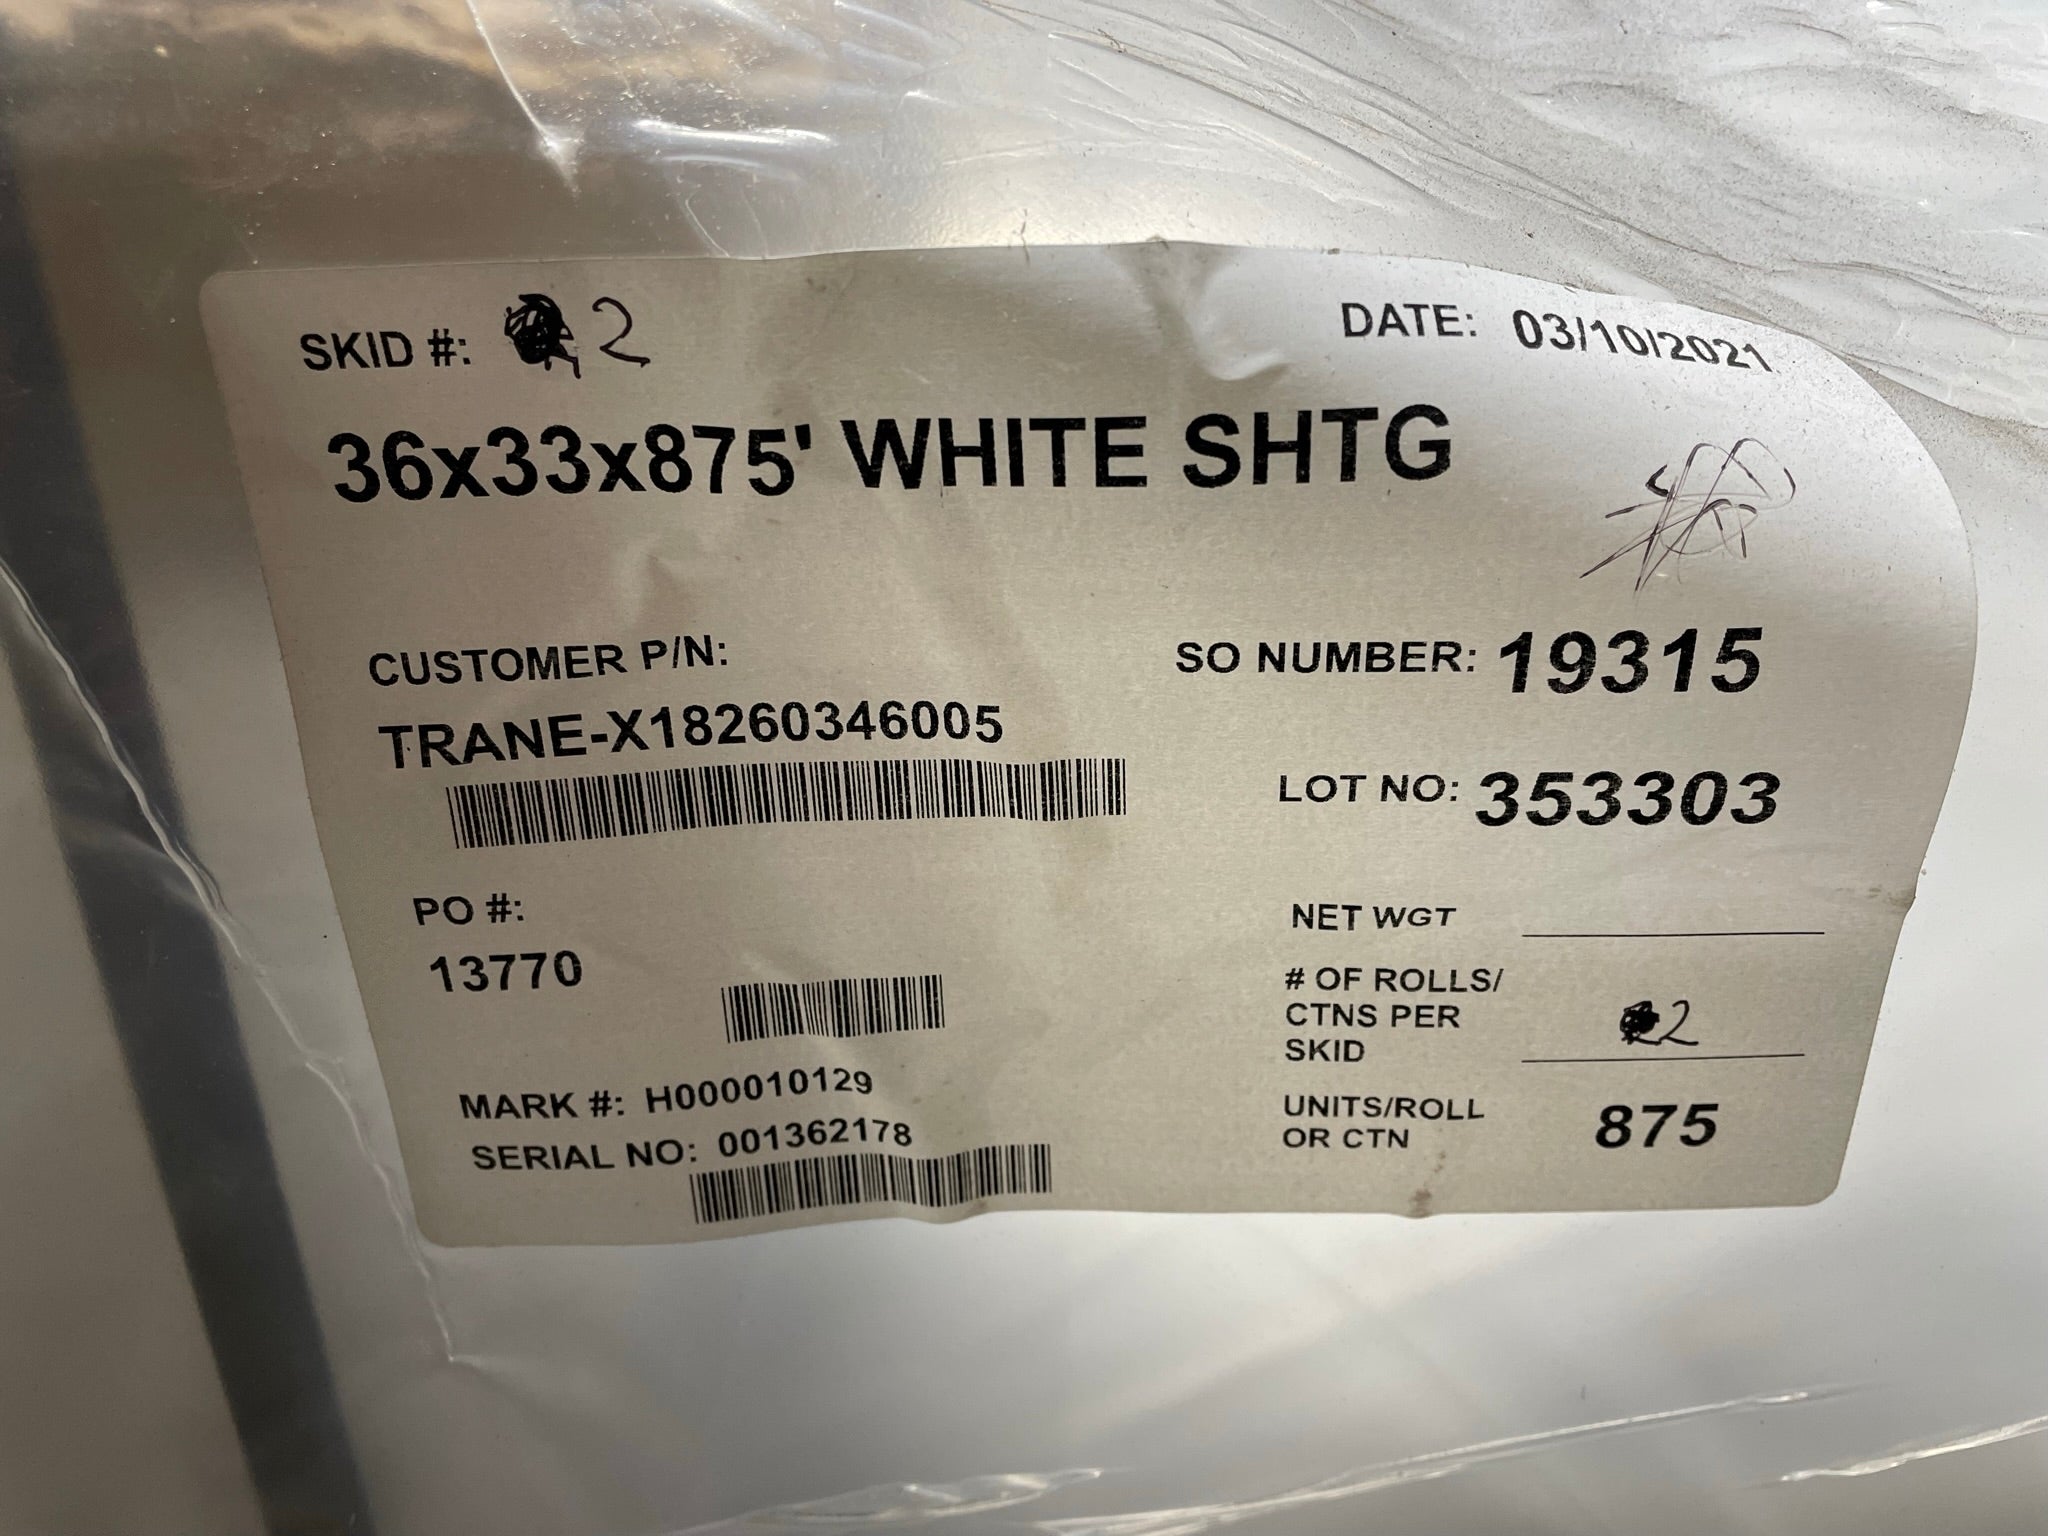 SKID #: 2
DATE: 03/10/2021
36x33x875' WHITE SHTG
CUSTOMER P/N:
TRANE-X18260346005
SO NUMBER: 19315
LOT NO: 353303
PO #:
13770
NET WGT
# OF ROLLS/
CTNS PER
SKID
2
MARK #: H000010129
SERIAL NO: 001362178
UNITS/ROLL
OR CTN
875